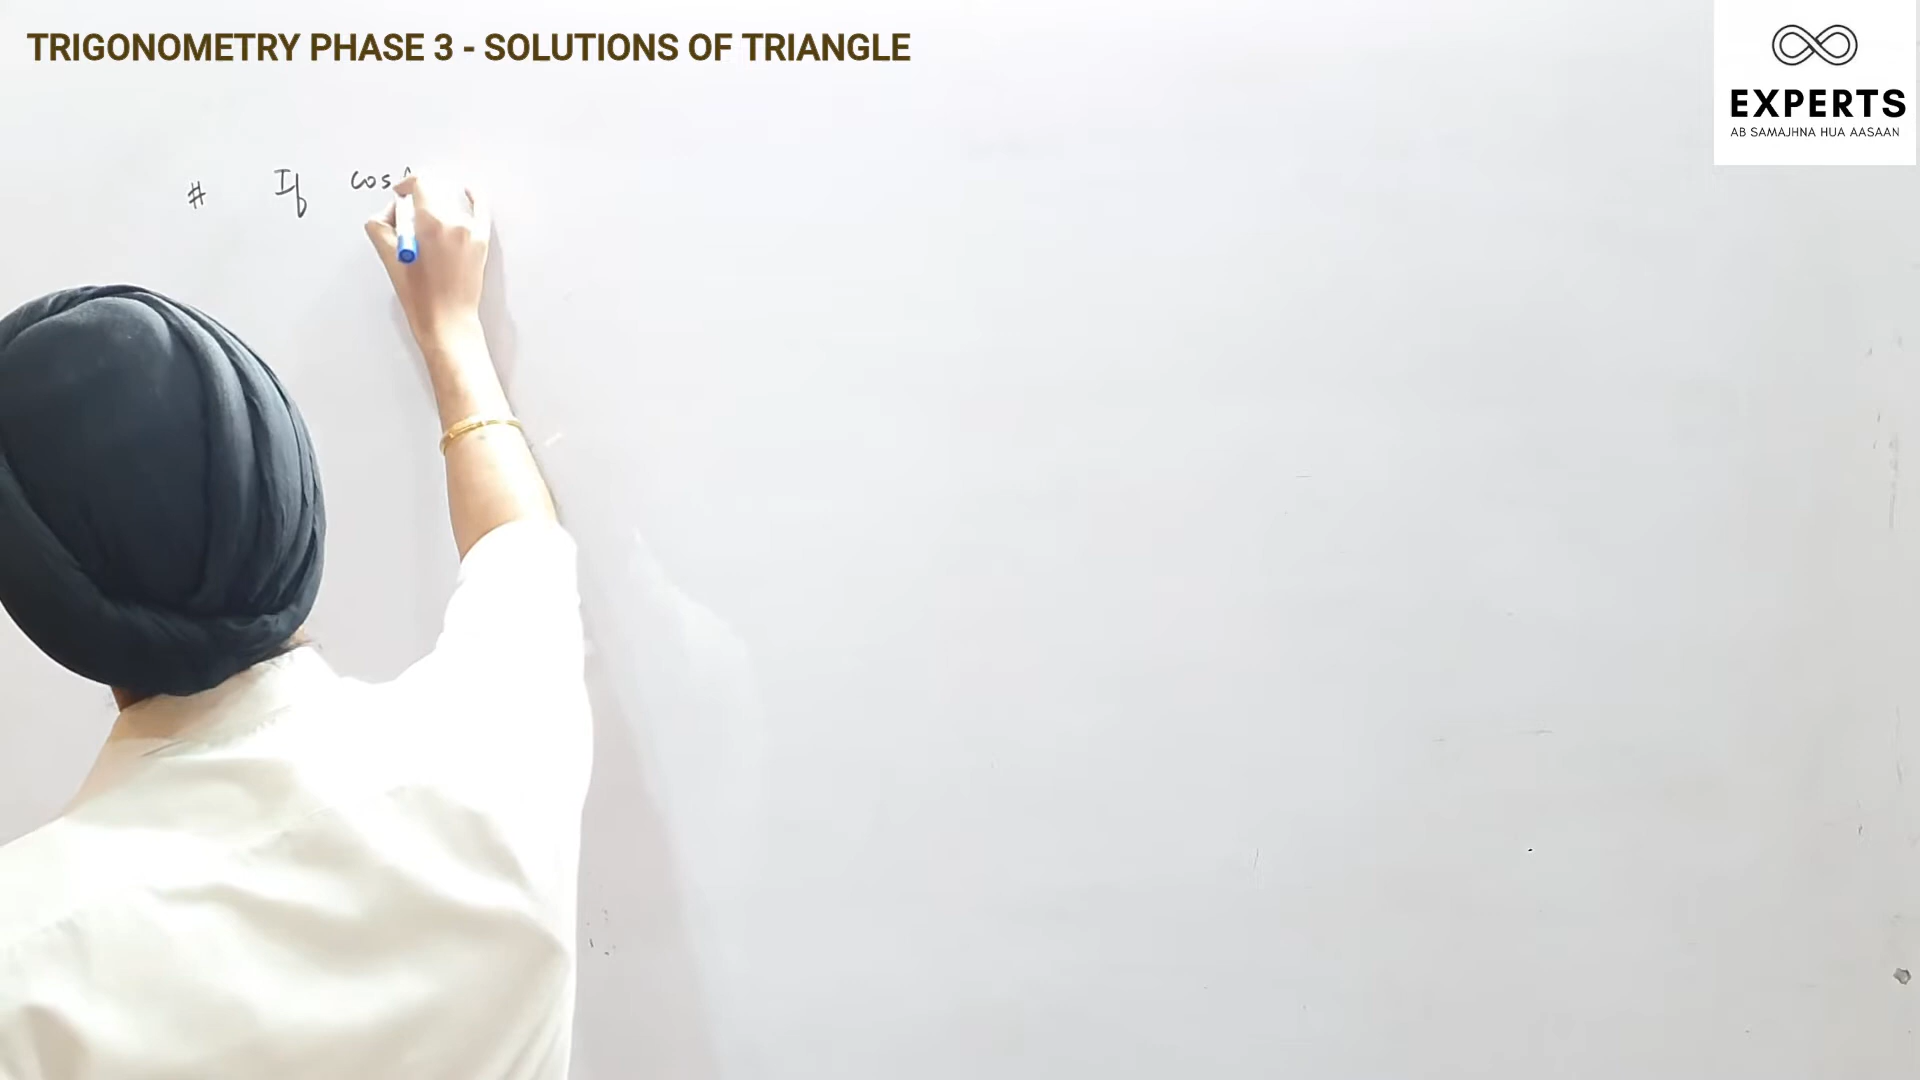 TRIGONOMETRY PHASE 3 - SOLUTIONS OF TRIANGLE
EXPERTS
AB SAMAJHNA HUA AASAAN
# If cos